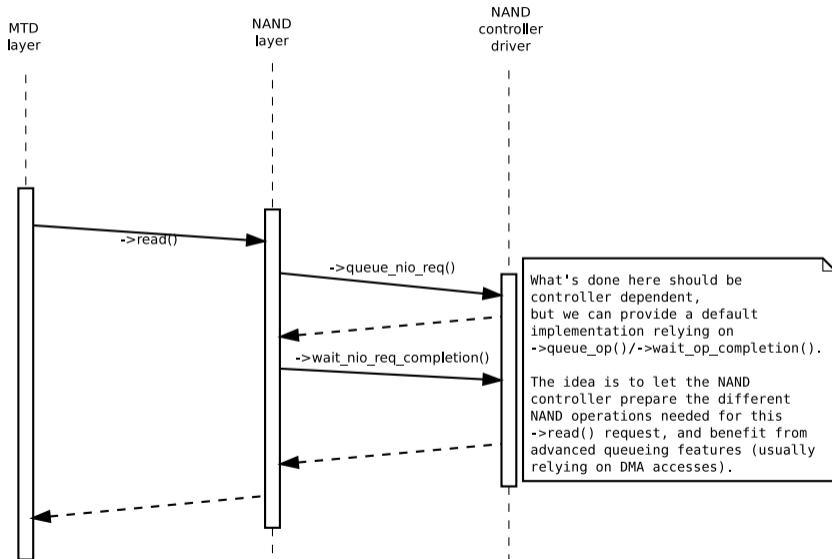 MTD
layer
NAND
layer
NAND
controller
driver
->read()
->queue_nio_req()
->wait_nio_req_completion()
What's done here should be
controller dependent,
but we can provide a default
implementation relying on
->queue_op()/->wait_op_completion().
The idea is to let the NAND
controller prepare the different
NAND operations needed for this
->read() request, and benefit from
advanced queueing features (usually
relying on DMA accesses).